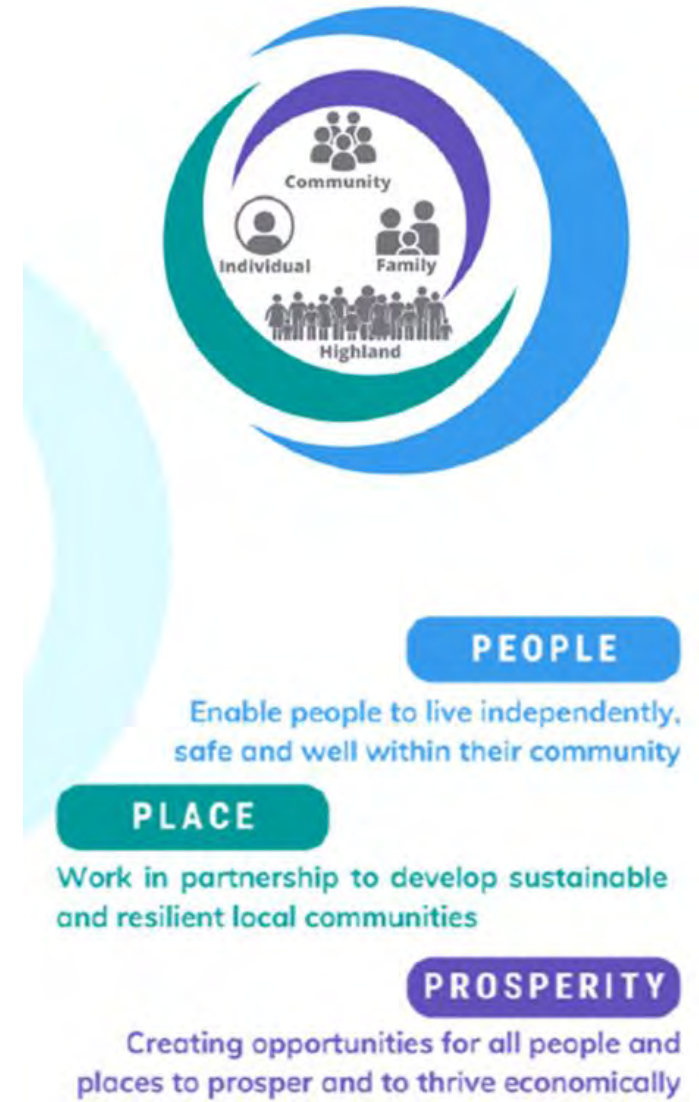 Community
Individual
Family
Highland
PEOPLE
Enable people to live independently,
safe and well within their community
PLACE
Work in partnership to develop sustainable
and resilient local communities
PROSPERITY
Creating opportunities for all people and
places to prosper and to thrive economically